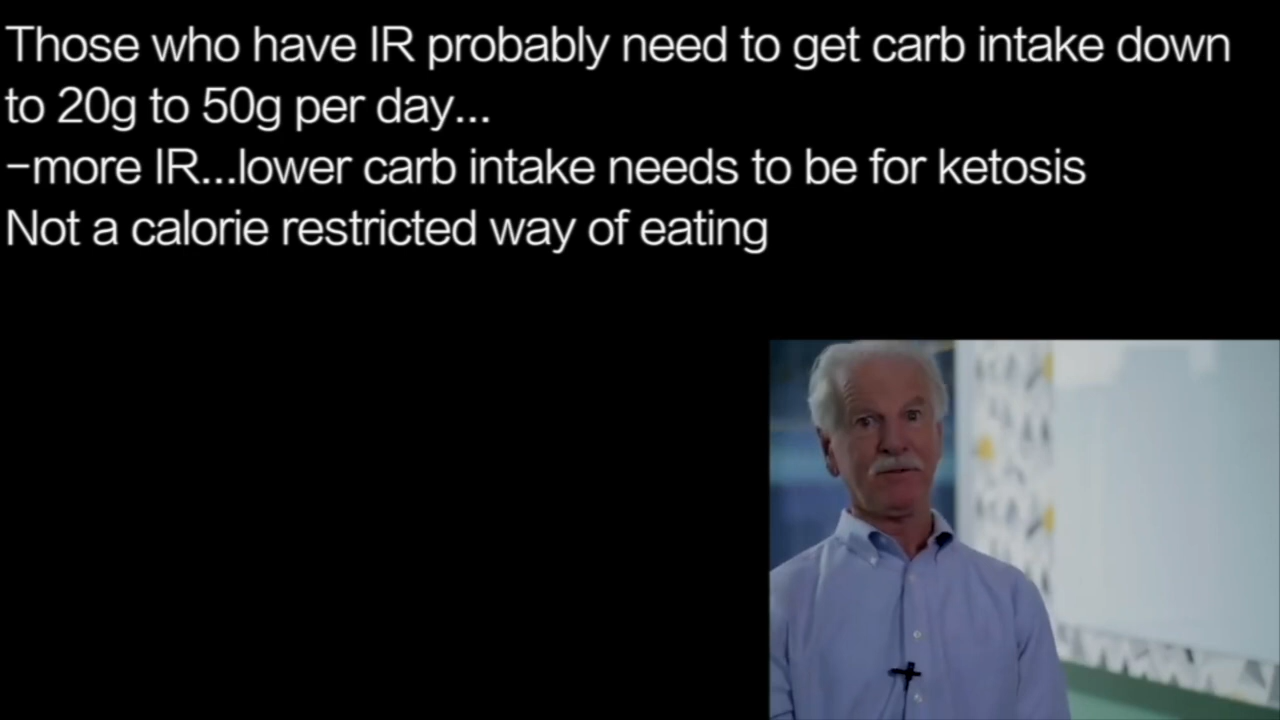 Those who have IR probably need to get carb intake down
to 20g to 50g per day...
–more IR...lower carb intake needs to be for ketosis
Not a calorie restricted way of eating